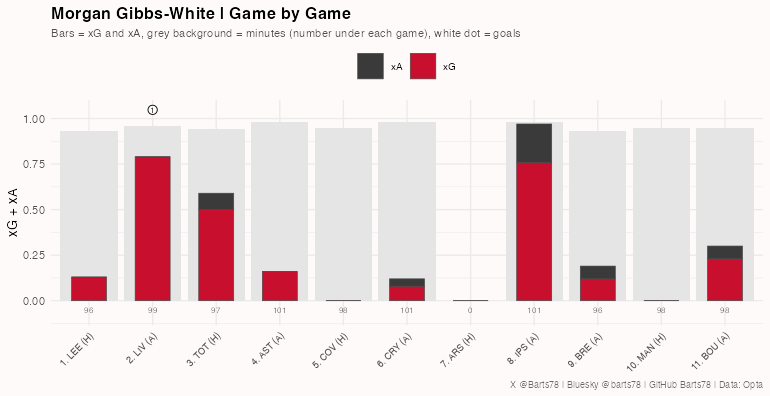 Morgan Gibbs-White | Game by Game
Bars = xG and xA, grey background = minutes (number under each game), white dot = goals
xA xG
1
1.00
0.75
0.50
0.25
0.00
xG + xA
96 99 97 101 98 101 0 101 96 98 98
1. LEE (H) 2. LIV (A) 3. TOT (H) 4. AST (A) 5. COV (H) 6. CRY (A) 7. ARS (H) 8. IPS (A) 9. BRE (A) 10. MAN (H) 11. BOU (A)
X @Barts78 | Bluesky @barts78 | GitHub Barts78 | Data: Opta